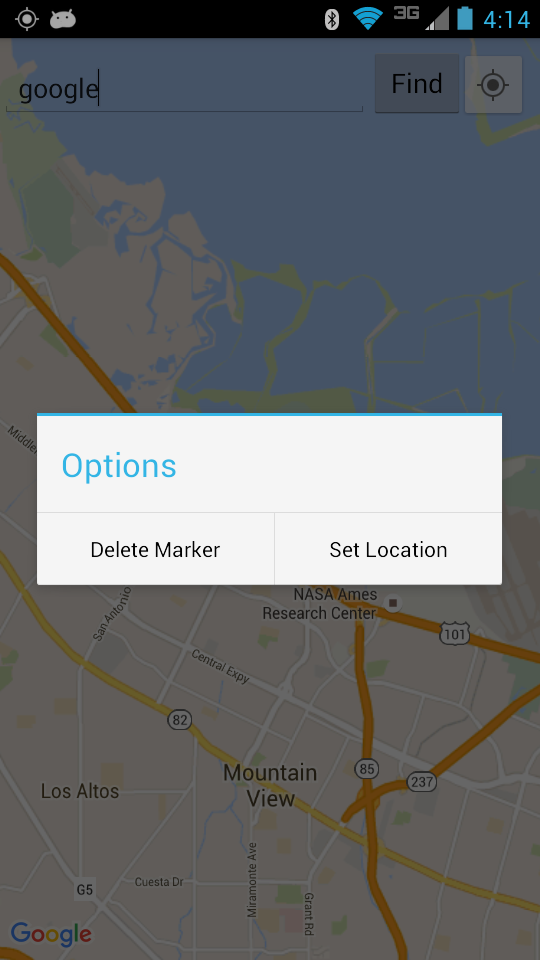 3G 4:14
google Find
Middlef
Options
Delete Marker Set Location
NASA Ames
Research Center
101
San Antonio
Central Expy
82
Mountain
View
85
237
Los Altos
G5
Cuesta Dr
Miramonte Ave
Grant Rd
Google